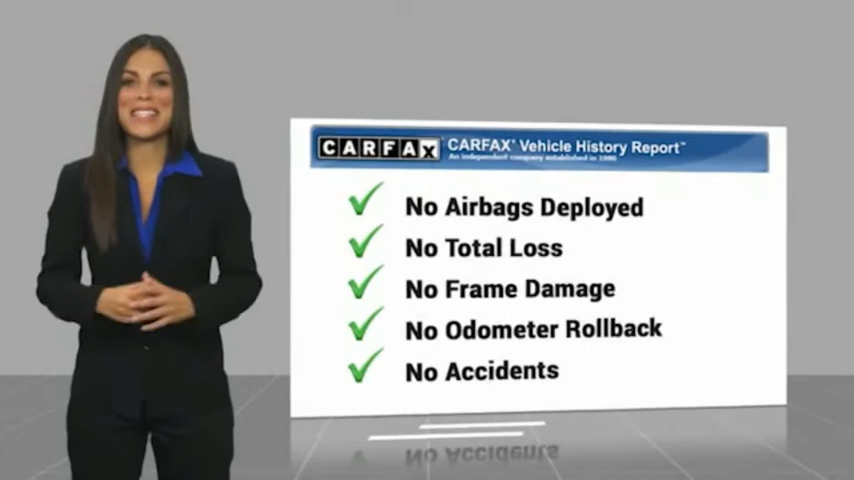 CARFAX CARFAX® Vehicle History Report™
An independent company established in 1986
No Airbags Deployed
No Total Loss
No Frame Damage
No Odometer Rollback
No Accidents